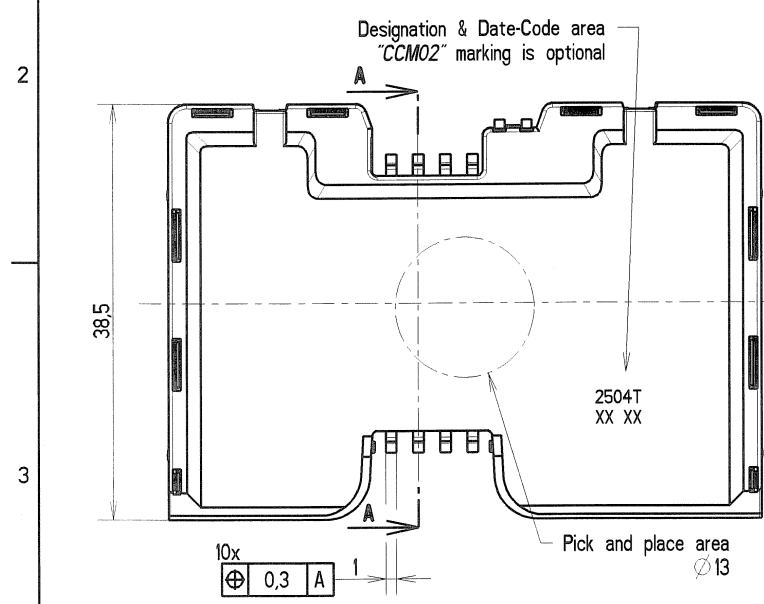 Designation & Date-Code area
"CCM02" marking is optional
2
A
38,5
2504T
XX XX
3
A
Pick and place area
∅13
10x
⌖ 0,3 A
1